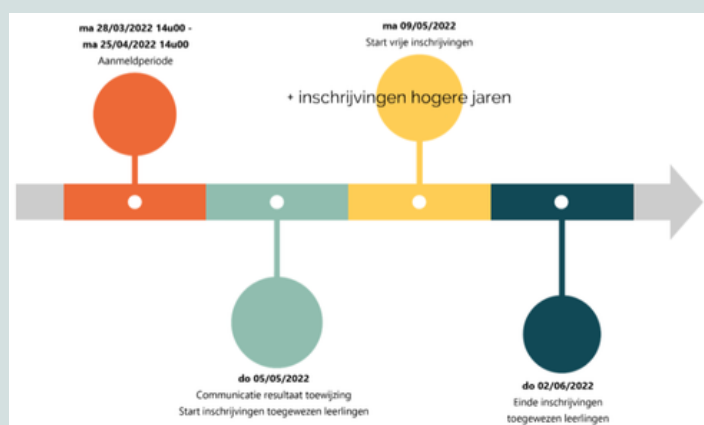 ma 28/03/2022 14u00 -
ma 25/04/2022 14u00
Aanmeldperiode
ma 09/05/2022
Start vrije inschrijvingen
+ inschrijvingen hogere jaren
do 05/05/2022
Communicatie resultaat toewijzing
Start inschrijvingen toegewezen leerlingen
do 02/06/2022
Einde inschrijvingen
toegewezen leerlingen